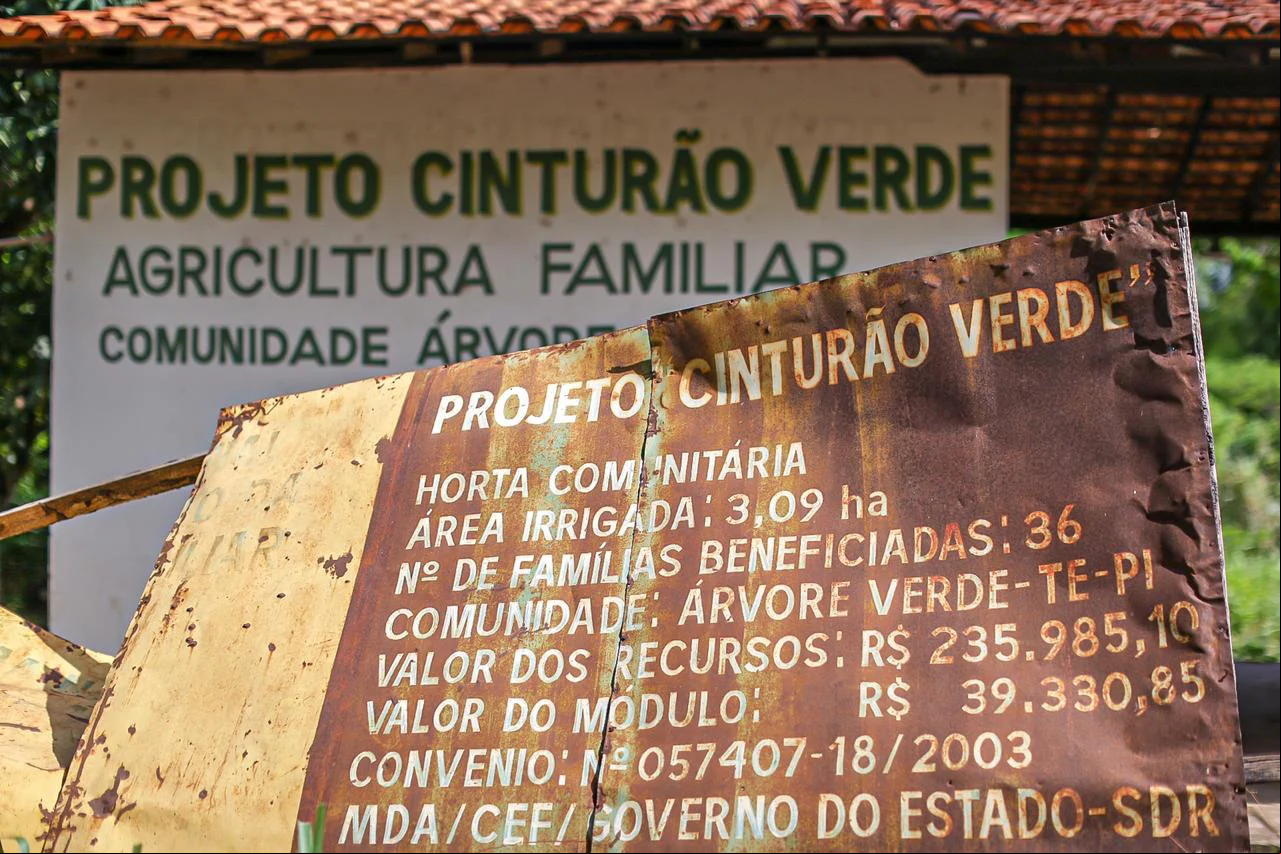 PROJETO CINTURÃO VERDE
AGRICULTURA FAMILIAR
COMUNIDADE ÁRVORE
PROJETO CINTURÃO VERDE”
HORTA COMUNITÁRIA
ÁREA IRRIGADA: 3,09 ha
Nº DE FAMÍLIAS BENEFICIADAS: 36
COMUNIDADE: ÁRVORE VERDE-TE-PI
VALOR DOS RECURSOS: R$ 235.985,10
VALOR DO MÓDULO: R$ 39.330,85
CONVENIO: Nº 057407-18/2003
MDA/CEF/GOVERNO DO ESTADO-SDR